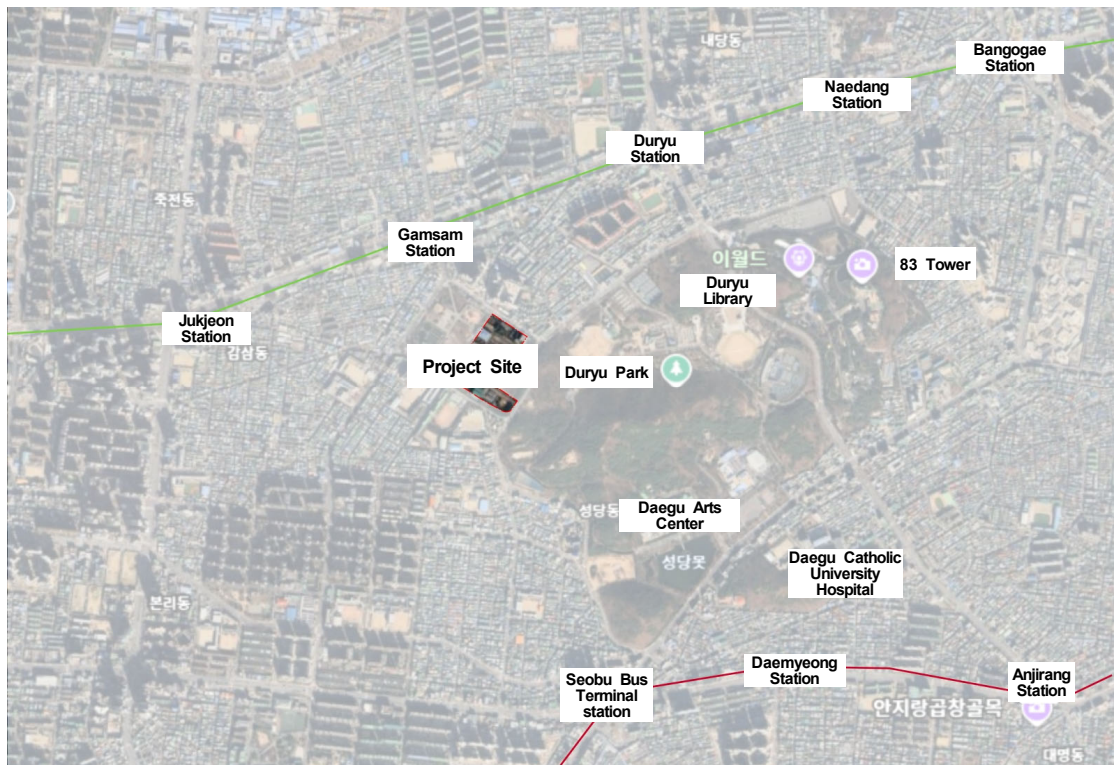 내당동
Bangogae
Station
Naedang
Station
Duryu
Station
죽전동
Gamsam
Station
이월드
83 Tower
Duryu
Library
Jukjeon
Station
감삼동
Project Site
Duryu Park
성당동
Daegu Arts
Center
성당못
Daegu Catholic
University
Hospital
본리동
Seobu Bus
Terminal
station
Daemyeong
Station
Anjirang
Station
안지랑곱창골목
대명동